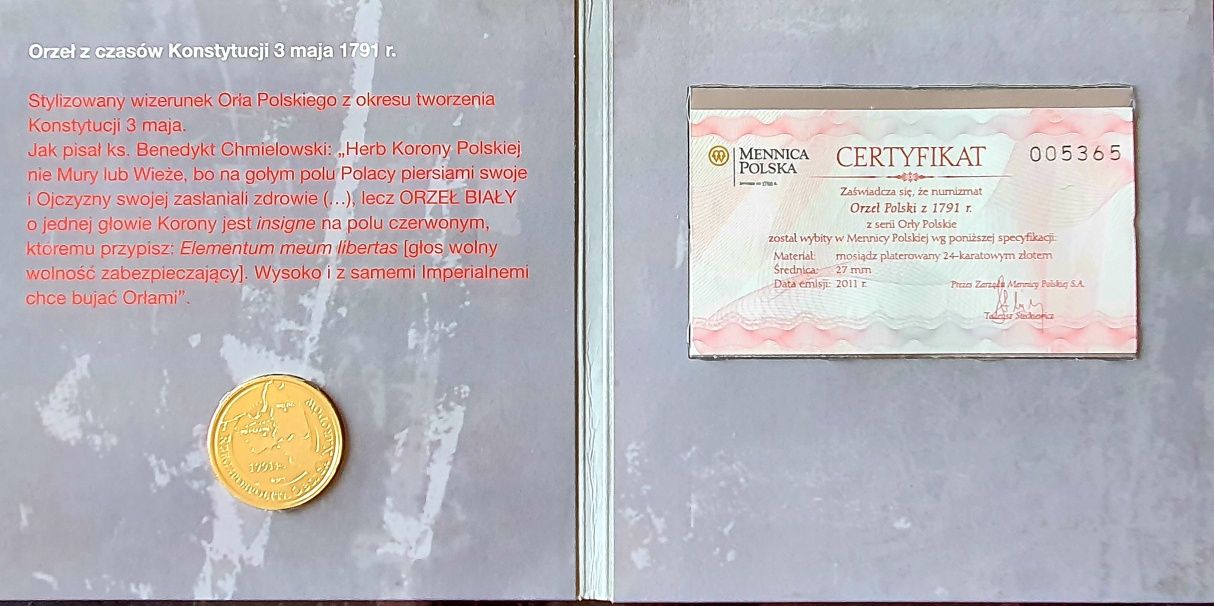 Orzeł z czasów Konstytucji 3 maja 1791 r.
Stylizowany wizerunek Orła Polskiego z okresu tworzenia
Konstytucji 3 maja.
Jak pisał ks. Benedykt Chmielowski: „Herb Korony Polskiej
nie Mury lub Wieże, bo na gołym polu Polacy piersiami swoje
i Ojczyzny swojej zasłaniali zdrowie (...), lecz ORZEŁ BIAŁY
o jednej głowie Korony jest insigne na polu czerwonym,
ktoremu przypisz: Elementum meum libertas [głos wolny
wolność zabezpieczający]. Wysoko i z samemi Imperialnemi
chce bujać Orłami”.
1791 r.
MENNICA
POLSKA
CERTYFIKAT
005365
Zaświadcza się, że numizmat
Orzeł Polski z 1791 r.
z serii Orły Polskie
został wybity w Mennicy Polskiej wg poniższej specyfikacji:
Materiał: mosiądz platerowany 24-karatowym złotem
Średnica: 27 mm
Data emisji: 2011 r.
Prezes Zarządu Mennicy Polskiej S.A.
Tadeusz Steckiewicz